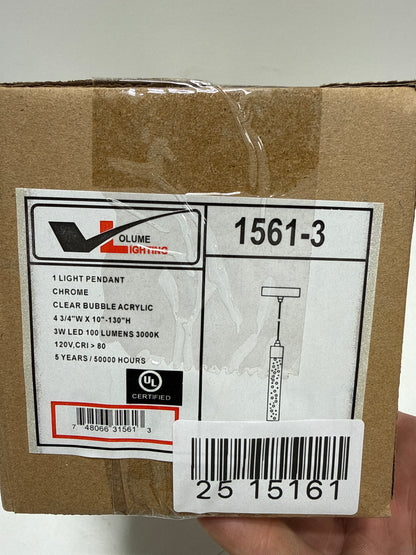 VOLUME
LIGHTING
1561-3
1 LIGHT PENDANT
CHROME
CLEAR BUBBLE ACRYLIC
4 3/4"W X 10"-130"H
3W LED 100 LUMENS 3000K
120V,CRI > 80
5 YEARS / 50000 HOURS
UL
CERTIFIED
7 48066 31561 3
25 15161